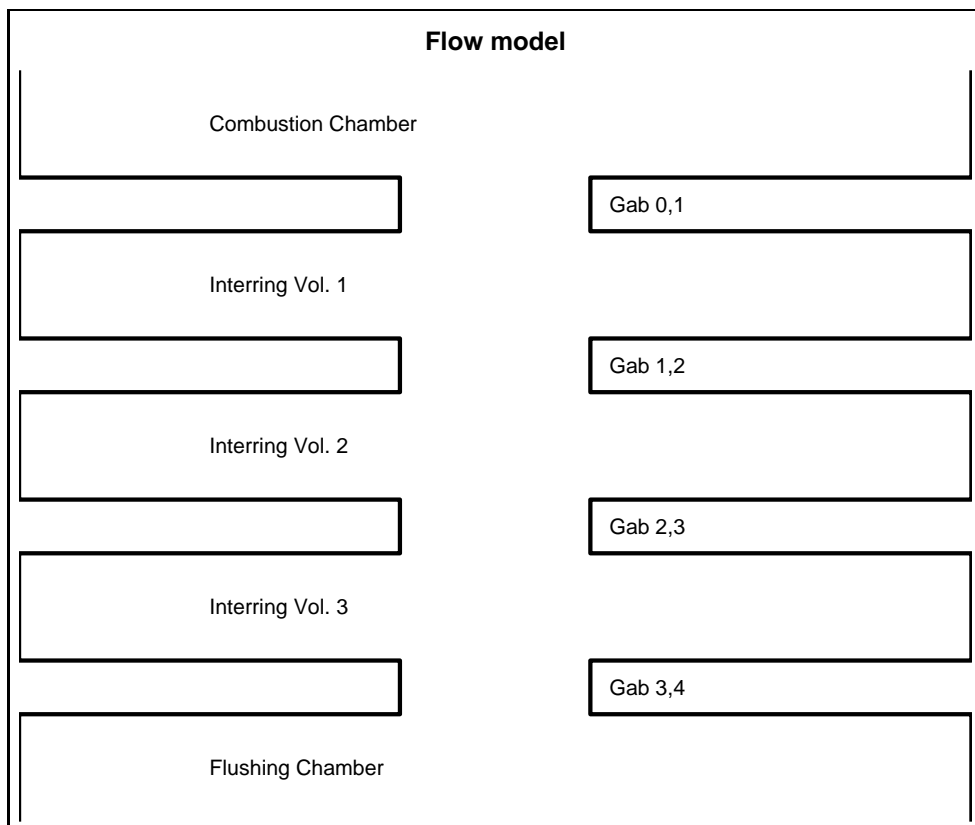 Flow model
Combustion Chamber
Gab 0,1
Interring Vol. 1
Gab 1,2
Interring Vol. 2
Gab 2,3
Interring Vol. 3
Gab 3,4
Flushing Chamber